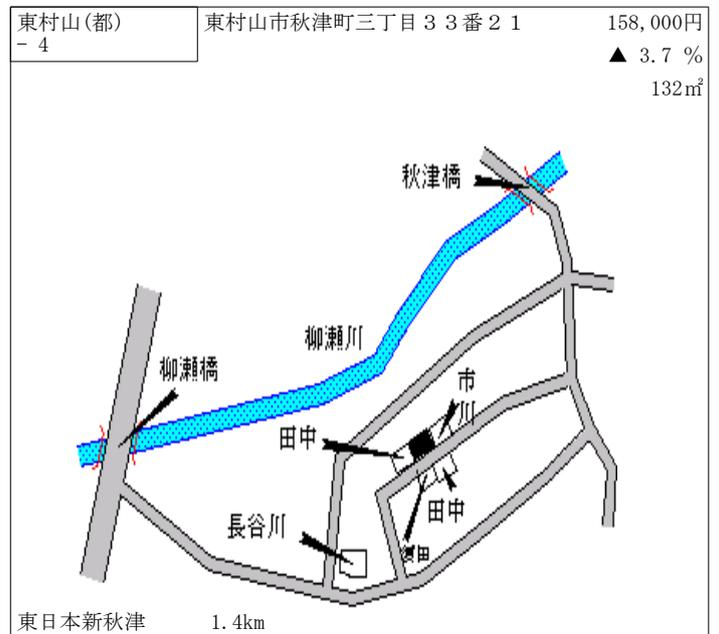 東村山(都)
- 4
東村山市秋津町三丁目３３番２１
158,000円
▲ 3.7 %
132㎡
秋津橋
柳瀬川
柳瀬橋
市川
田中
田中
長谷川
東日本新秋津 1.4km